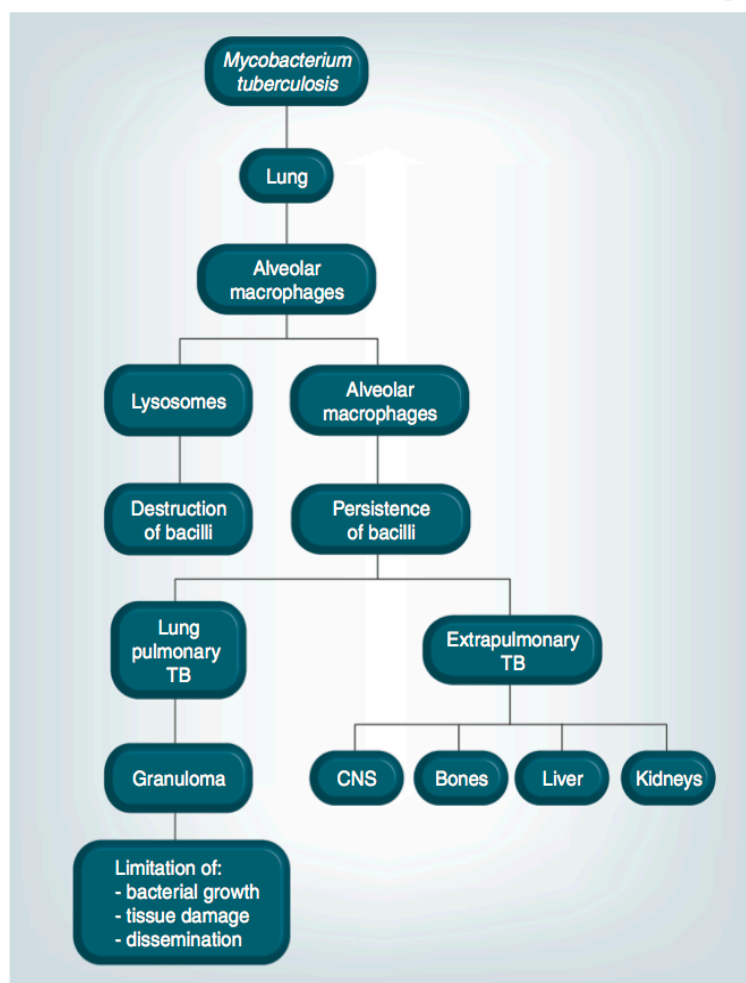 Mycobacterium
tuberculosis
Lung
Alveolar
macrophages
Lysosomes
Alveolar
macrophages
Destruction
of bacilli
Persistence
of bacilli
Lung
pulmonary
TB
Extrapulmonary
TB
Granuloma
CNS
Bones
Liver
Kidneys
Limitation of:
- bacterial growth
- tissue damage
- dissemination